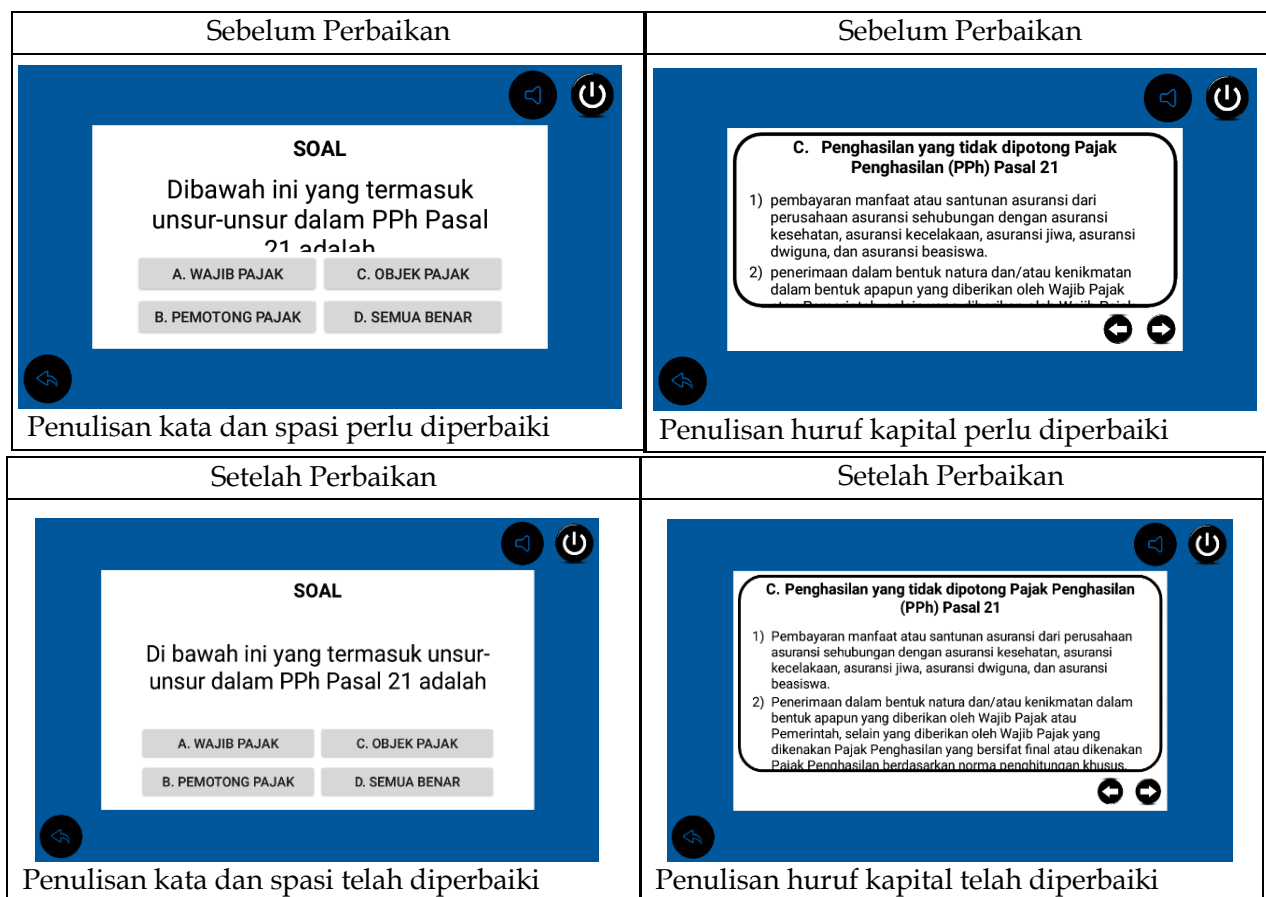 Sebelum Perbaikan
SOAL
Dibawah ini yang termasuk
unsur-unsur dalam PPh Pasal
21 adalah
A. WAJIB PAJAK
C. OBJEK PAJAK
B. PEMOTONG PAJAK
D. SEMUA BENAR
Penulisan kata dan spasi perlu diperbaiki
Sebelum Perbaikan
C. Penghasilan yang tidak dipotong Pajak
Penghasilan (PPh) Pasal 21
1) pembayaran manfaat atau santunan asuransi dari
perusahaan asuransi sehubungan dengan asuransi
kesehatan, asuransi kecelakaan, asuransi jiwa, asuransi
dwiguna, dan asuransi beasiswa.
2) penerimaan dalam bentuk natura dan/atau kenikmatan
dalam bentuk apapun yang diberikan oleh Wajib Pajak
Penulisan huruf kapital perlu diperbaiki
Setelah Perbaikan
SOAL
Di bawah ini yang termasuk unsur-
unsur dalam PPh Pasal 21 adalah
A. WAJIB PAJAK
C. OBJEK PAJAK
B. PEMOTONG PAJAK
D. SEMUA BENAR
Penulisan kata dan spasi telah diperbaiki
Setelah Perbaikan
C. Penghasilan yang tidak dipotong Pajak Penghasilan
(PPh) Pasal 21
1) Pembayaran manfaat atau santunan asuransi dari perusahaan
asuransi sehubungan dengan asuransi kesehatan, asuransi
kecelakaan, asuransi jiwa, asuransi dwiguna, dan asuransi
beasiswa.
2) Penerimaan dalam bentuk natura dan/atau kenikmatan dalam
bentuk apapun yang diberikan oleh Wajib Pajak atau
Pemerintah, selain yang diberikan oleh Wajib Pajak yang
dikenakan Pajak Penghasilan yang bersifat final atau dikenakan
Pajak Penghasilan berdasarkan norma penghitungan khusus.
Penulisan huruf kapital telah diperbaiki